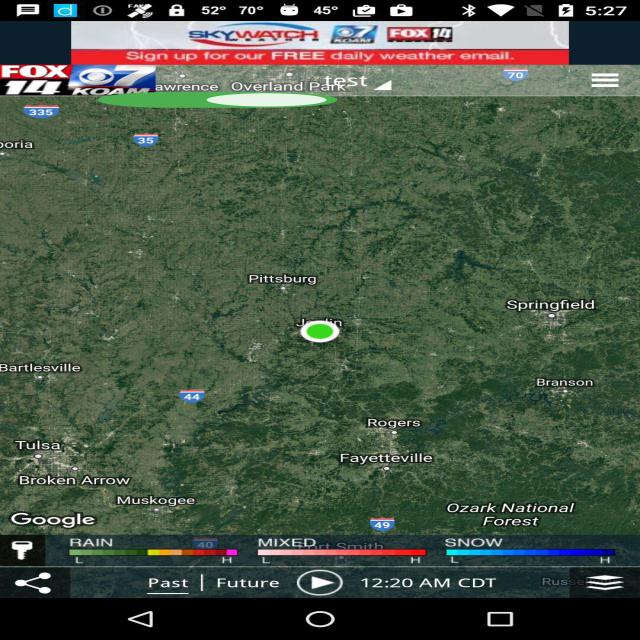 52° 70° 45° 5:27
SKYWATCH 7 KOAM FOX 14
Sign up for our FREE daily weather email.
FOX 14 7 KOAM
awrence Overland Park test 70
335
35
poria
Pittsburg
Springfield
Bartlesville
Branson
44
Rogers
Tulsa
Fayetteville
Broken Arrow
Muskogee
Ozark National
Forest
Google
49
RAIN MIXED SNOW
40 rt Smith
L H L H L H
Past | Future 12:20 AM CDT Russe